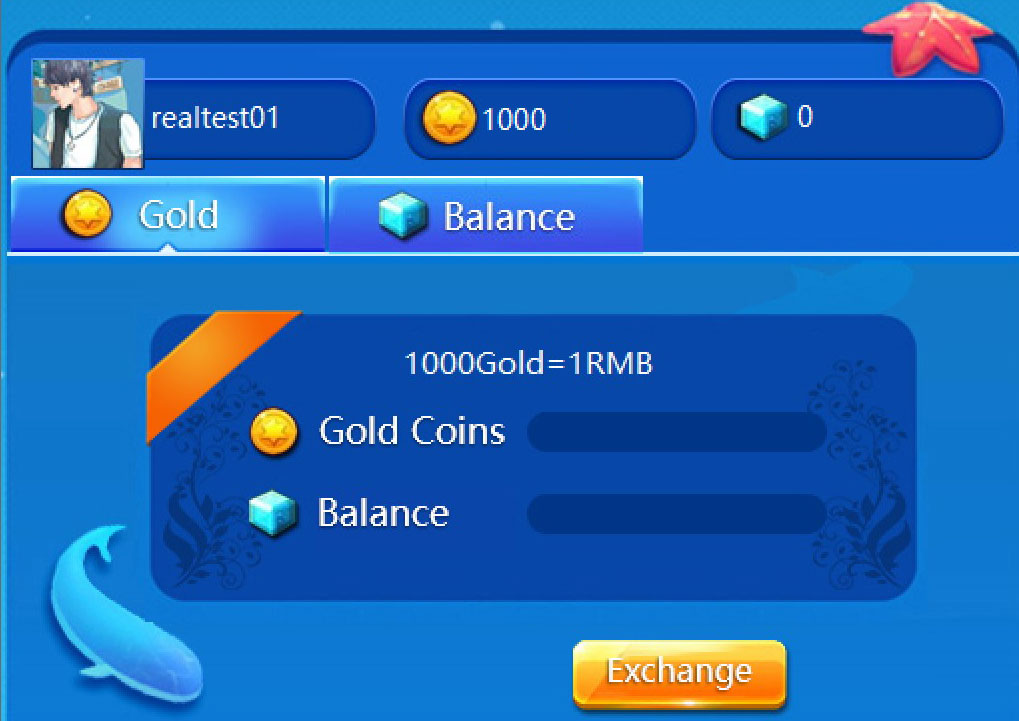 realtest01
1000
0
Gold
Balance
1000Gold=1RMB
Gold Coins
Balance
Exchange